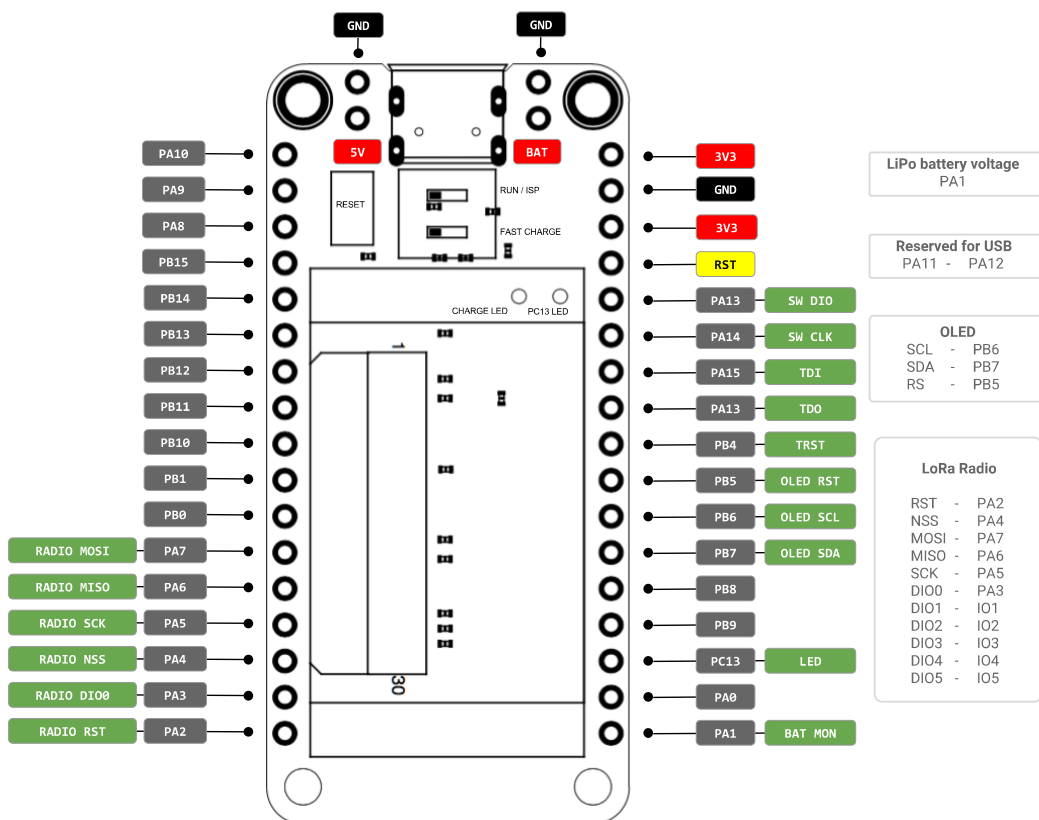 GND
GND
5V
BAT
PA10
PA9
PA8
PB15
PB14
PB13
PB12
PB11
PB10
PB1
PB0
RADIO MOSI PA7
RADIO MISO PA6
RADIO SCK PA5
RADIO NSS PA4
RADIO DIO0 PA3
RADIO RST PA2
RESET
RUN / ISP
FAST CHARGE
CHARGE LED
PC13 LED
1
30
3V3
GND
3V3
RST
PA13 SW DIO
PA14 SW CLK
PA15 TDI
PA13 TDO
PB4 TRST
PB5 OLED RST
PB6 OLED SCL
PB7 OLED SDA
PB8
PB9
PC13 LED
PA0
PA1 BAT MON
LiPo battery voltage
PA1
Reserved for USB
PA11 - PA12
OLED
SCL - PB6
SDA - PB7
RS - PB5
LoRa Radio
RST - PA2
NSS - PA4
MOSI - PA7
MISO - PA6
SCK - PA5
DIO0 - PA3
DIO1 - IO1
DIO2 - IO2
DIO3 - IO3
DIO4 - IO4
DIO5 - IO5